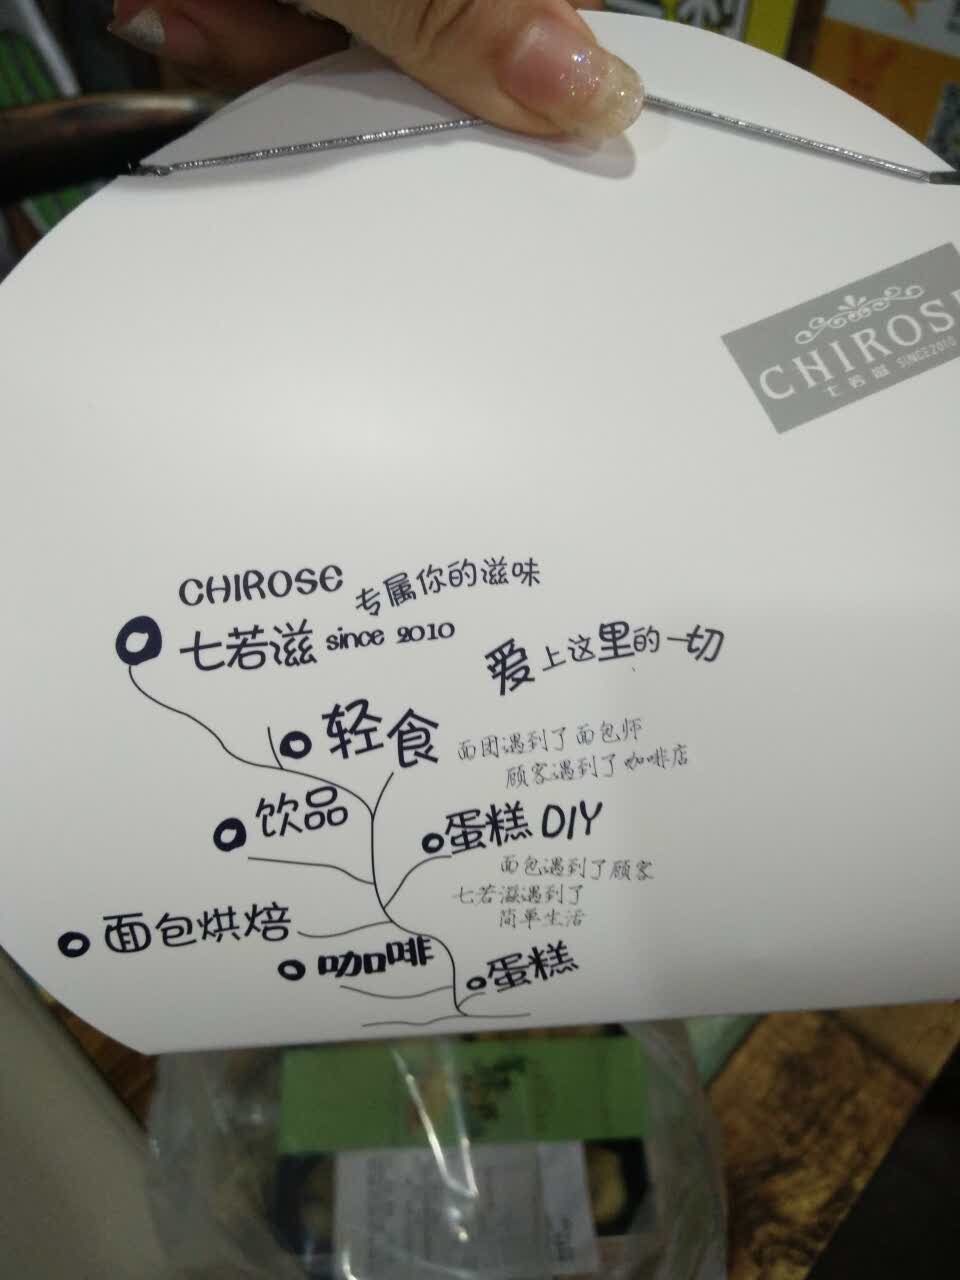 CHIROSE
七若滋 SINCE2010
CHIROSE 专属你的滋味
七若滋 since 2010
爱上这里的一切
轻食
面团遇到了面包师
顾客遇到了咖啡店
饮品
蛋糕 DIY
面包遇到了顾客
七若滋遇到了
简单生活
面包烘焙
咖啡
蛋糕